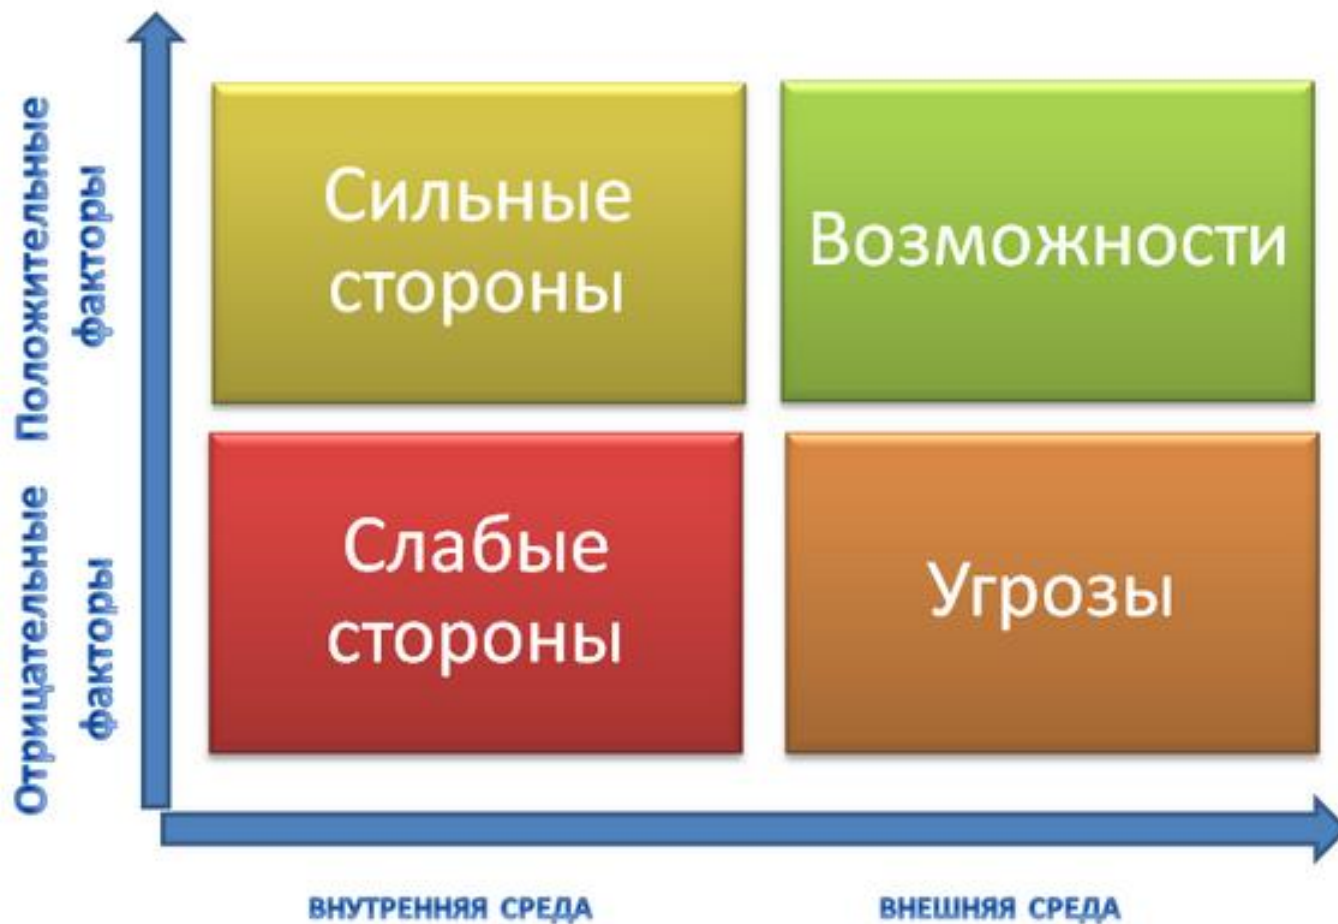 Положительные
факторы
Сильные
стороны
Возможности
Отрицательные
факторы
Слабые
стороны
Угрозы
ВНУТРЕННЯЯ СРЕДА
ВНЕШНЯЯ СРЕДА